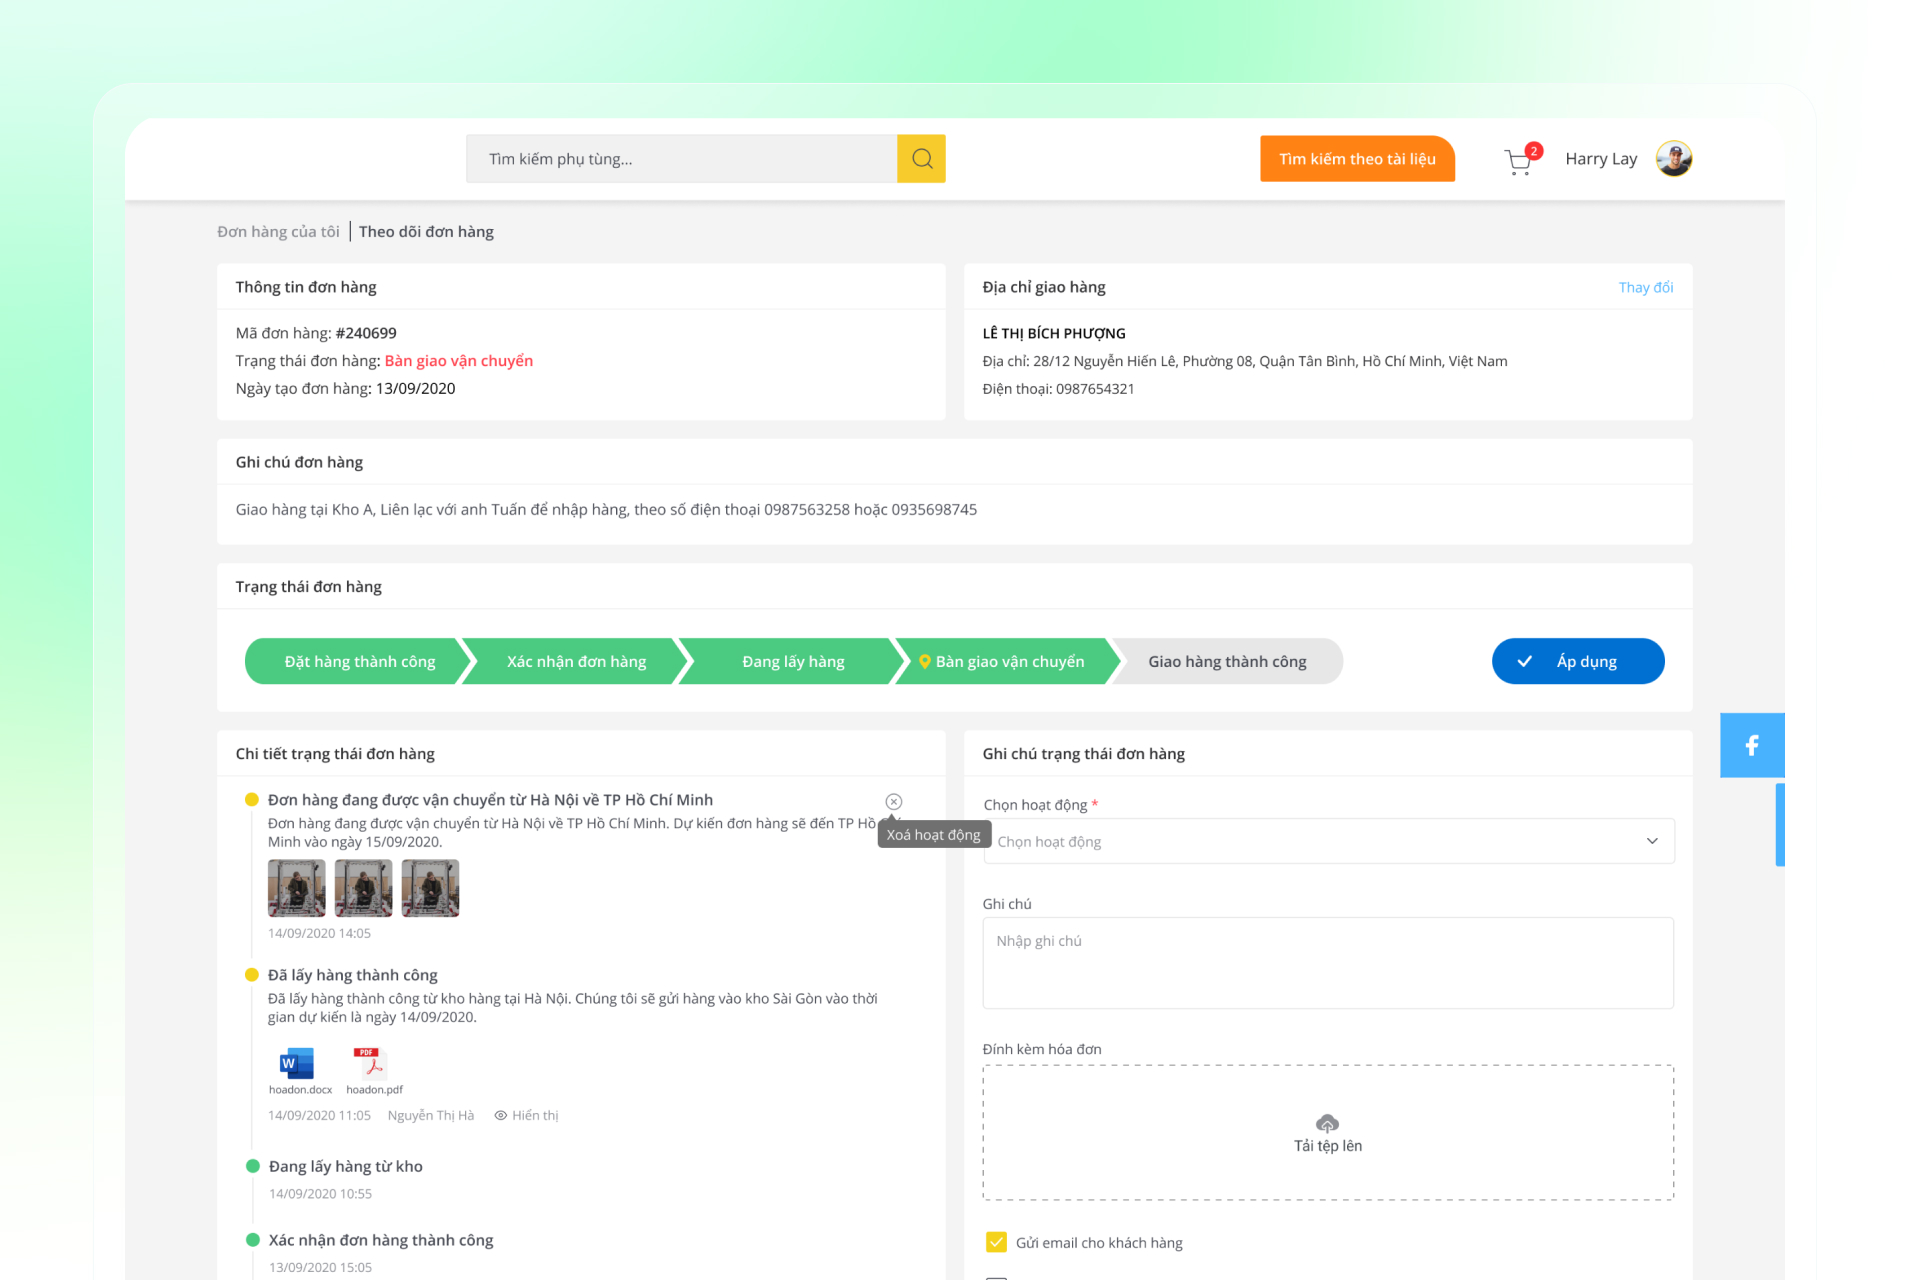 Tìm kiếm phụ tùng...
Tìm kiếm theo tài liệu
2
Harry Lay
Đơn hàng của tôi
Theo dõi đơn hàng
Thông tin đơn hàng
Mã đơn hàng: #240699
Trạng thái đơn hàng: Bàn giao vận chuyển
Ngày tạo đơn hàng: 13/09/2020
Địa chỉ giao hàng
Thay đổi
LÊ THỊ BÍCH PHƯỢNG
Địa chỉ: 28/12 Nguyễn Hiến Lê, Phường 08, Quận Tân Bình, Hồ Chí Minh, Việt Nam
Điện thoại: 0987654321
Ghi chú đơn hàng
Giao hàng tại Kho A, Liên lạc với anh Tuấn để nhập hàng, theo số điện thoại 0987563258 hoặc 0935698745
Trạng thái đơn hàng
Đặt hàng thành công
Xác nhận đơn hàng
Đang lấy hàng
Bàn giao vận chuyển
Giao hàng thành công
Áp dụng
Chi tiết trạng thái đơn hàng
Đơn hàng đang được vận chuyển từ Hà Nội về TP Hồ Chí Minh
Đơn hàng đang được vận chuyển từ Hà Nội về TP Hồ Chí Minh. Dự kiến đơn hàng sẽ đến TP Hồ
Minh vào ngày 15/09/2020.
Xoá hoạt động
14/09/2020 14:05
Đã lấy hàng thành công
Đã lấy hàng thành công từ kho hàng tại Hà Nội. Chúng tôi sẽ gửi hàng vào kho Sài Gòn vào thời
gian dự kiến là ngày 14/09/2020.
W
PDF
hoadon.docx
hoadon.pdf
14/09/2020 11:05
Nguyễn Thị Hà
Hiển thị
Đang lấy hàng từ kho
14/09/2020 10:55
Xác nhận đơn hàng thành công
13/09/2020 15:05
Ghi chú trạng thái đơn hàng
Chọn hoạt động *
Chọn hoạt động
Ghi chú
Nhập ghi chú
Đính kèm hóa đơn
Tải tệp lên
Gửi email cho khách hàng
f